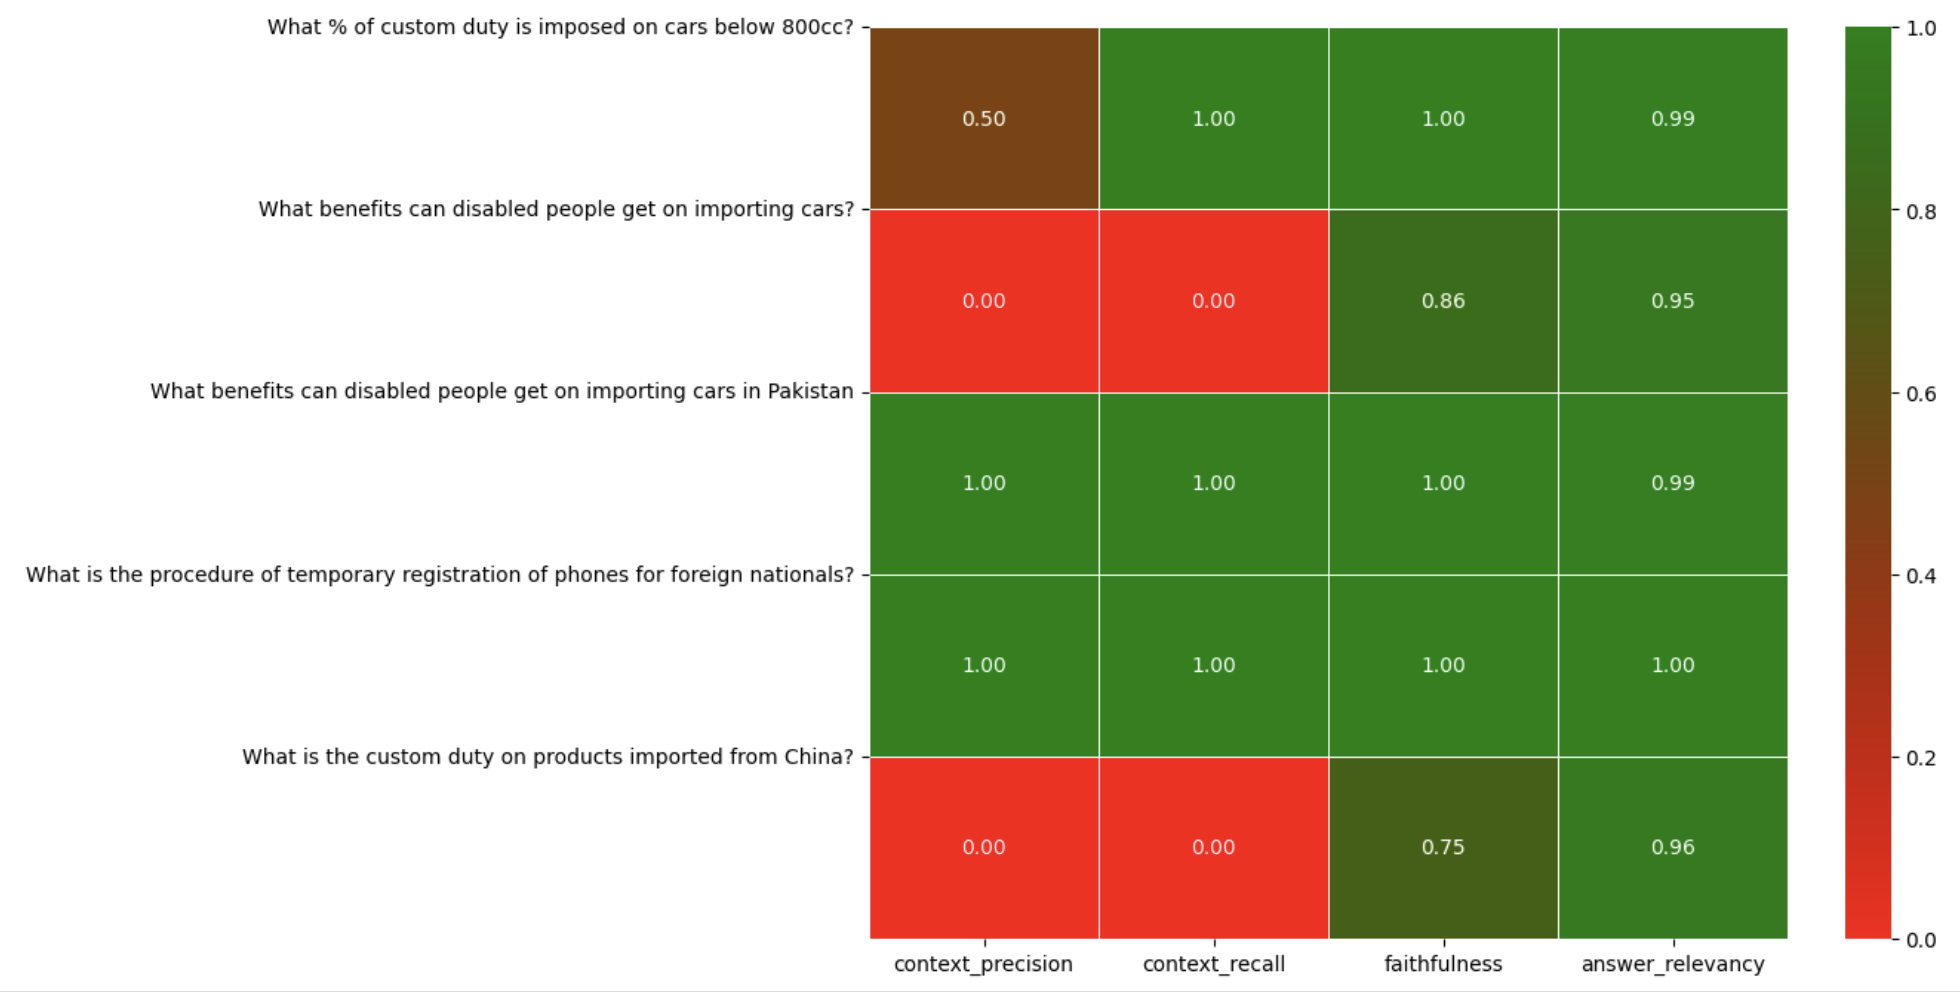 What % of custom duty is imposed on cars below 800cc?
0.50 1.00 1.00 0.99
What benefits can disabled people get on importing cars?
0.00 0.00 0.86 0.95
What benefits can disabled people get on importing cars in Pakistan
1.00 1.00 1.00 0.99
What is the procedure of temporary registration of phones for foreign nationals?
1.00 1.00 1.00 1.00
What is the custom duty on products imported from China?
0.00 0.00 0.75 0.96
context_precision context_recall faithfulness answer_relevancy
1.0
0.8
0.6
0.4
0.2
0.0